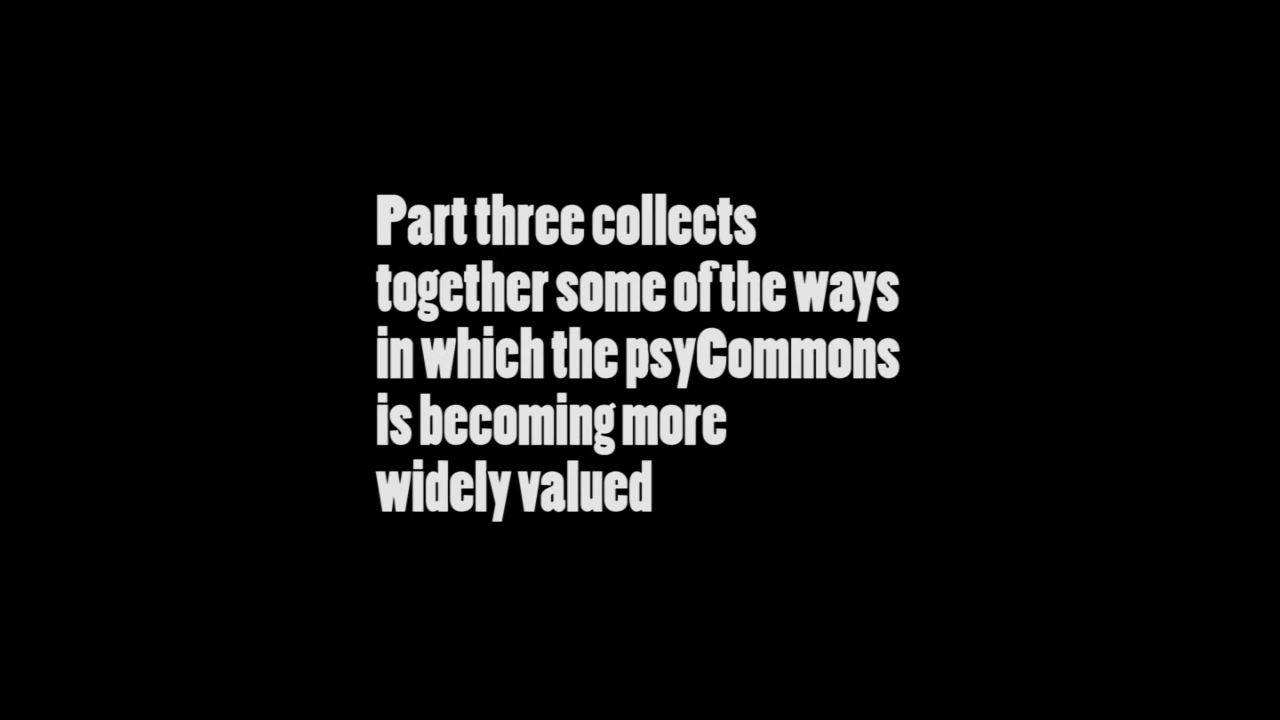 Part three collects
together some of the ways
in which the psyCommons
is becoming more
widely valued